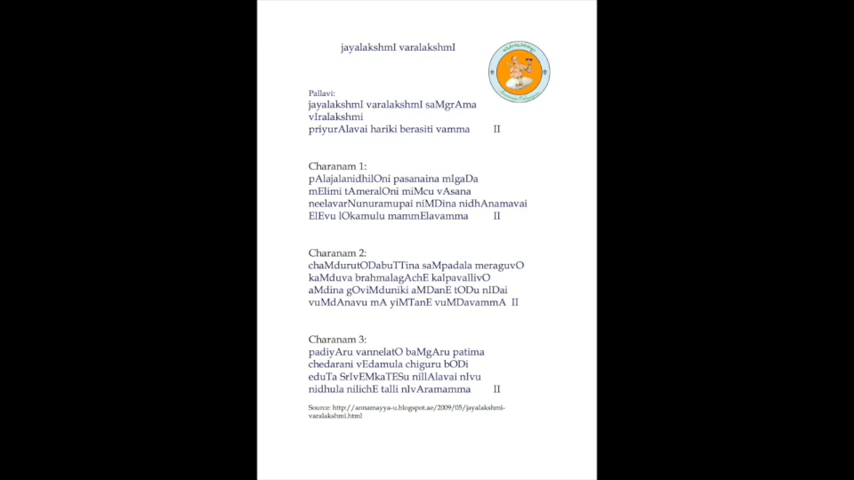 jayalakshmI varalakshmI
Pallavi:
jayalakshmI varalakshmI saMgrAma
vIralakshmi
priyurAlavai hariki berasiti vamma II
Charanam 1:
pAlajalanidhilOni pasanaina mIgaDa
mElimi tAmeralOni miMcu vAsana
neelavarNunuramupai niMDina nidhAnamavai
ElEvu lOkamulu mammElavamma II
Charanam 2:
chaMdurutODabuTTina saMpadala meraguvO
kaMduva brahmalagAchE kalpavallivO
aMdina gOviMduniki aMDanE tODu nIDai
vuMdAnavu mA yiMTanE vuMDavammA II
Charanam 3:
padiyAru vannelatO baMgAru patima
chedarani vEdamula chiguru bODi
eduTa SrIvEMkaTESu nillAlavai nIvu
nidhula nilichE talli nIvAramamma II
Source: http://annamayya-u.blogspot.ae/2009/05/jayalakshmi-
varalakshmi.html